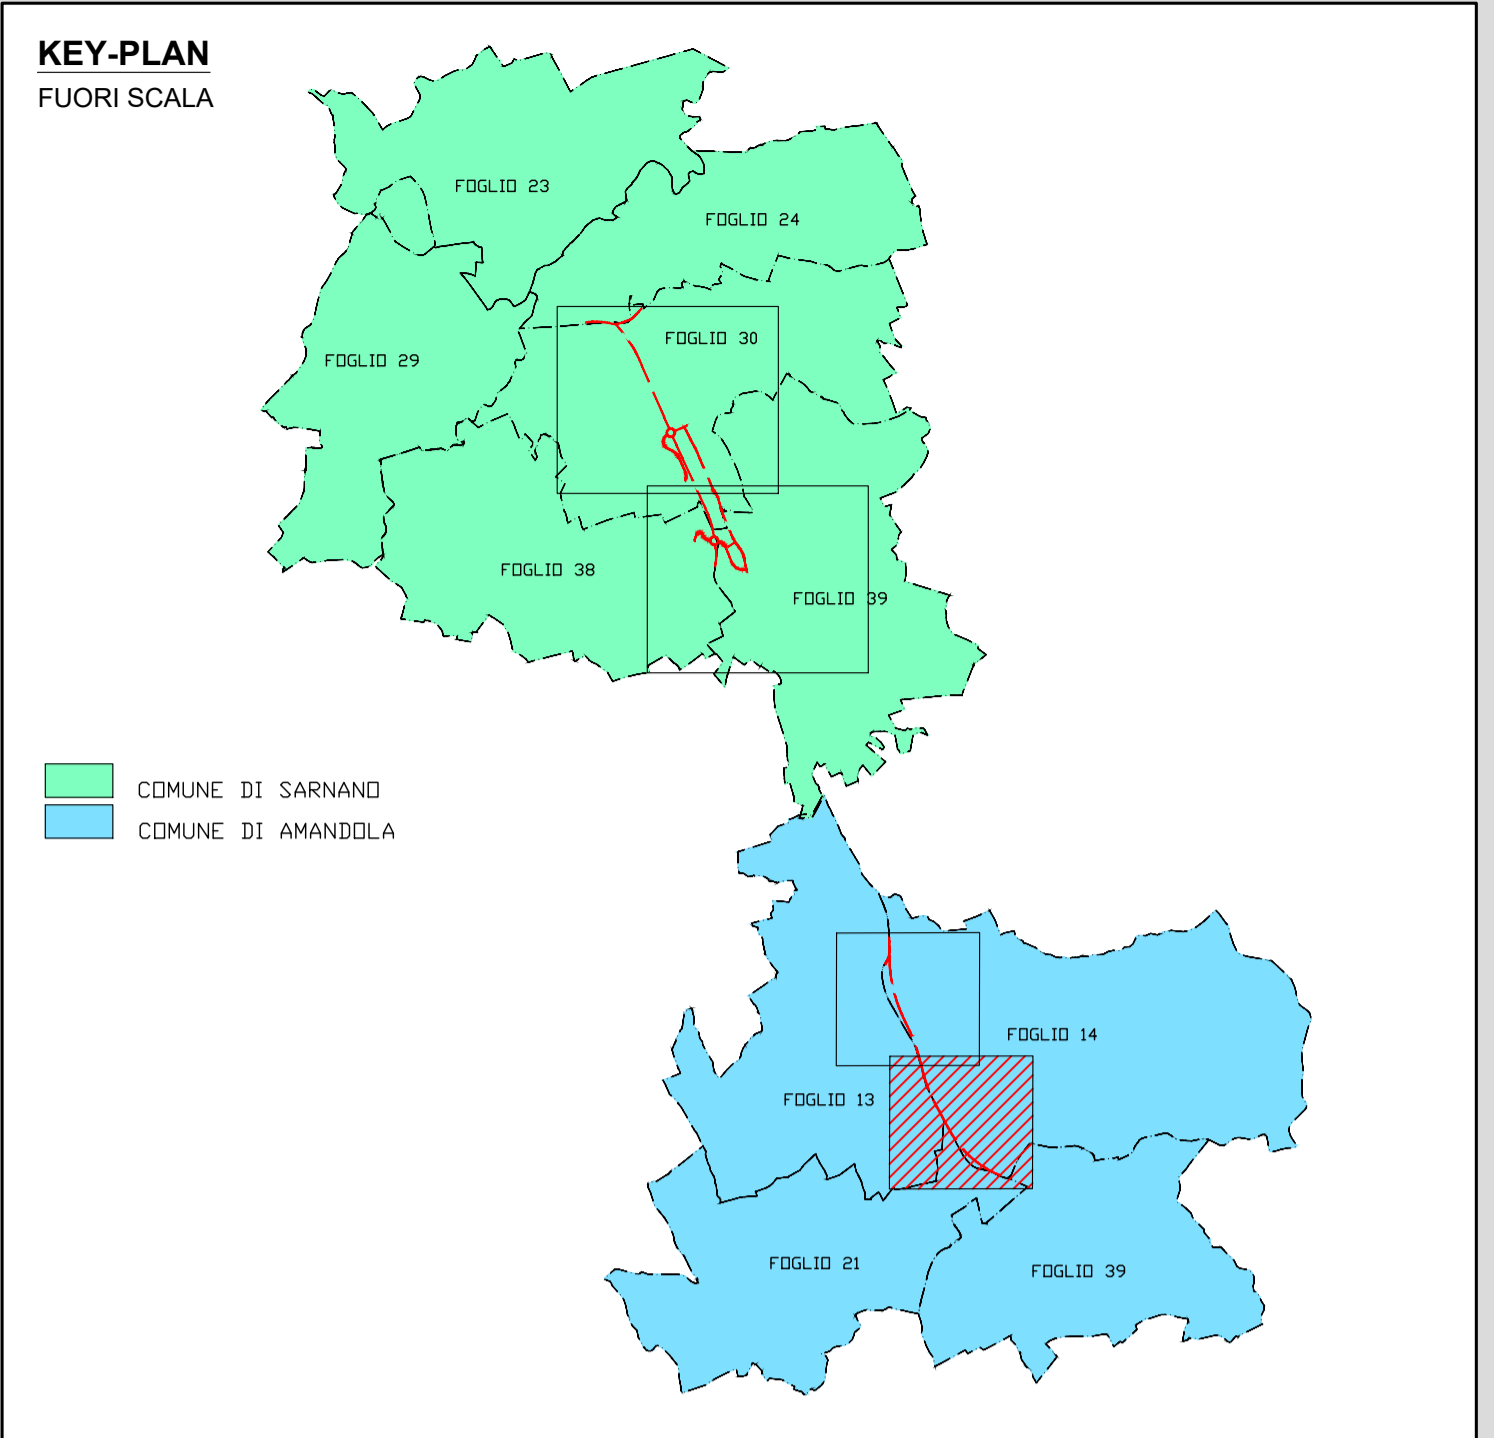 KEY-PLAN
FUORI SCALA
FOGLIO 23
FOGLIO 24
FOGLIO 30
FOGLIO 29
FOGLIO 38
FOGLIO 39
COMUNE DI SARNANO
COMUNE DI AMANDOLA
FOGLIO 14
FOGLIO 13
FOGLIO 21
FOGLIO 39